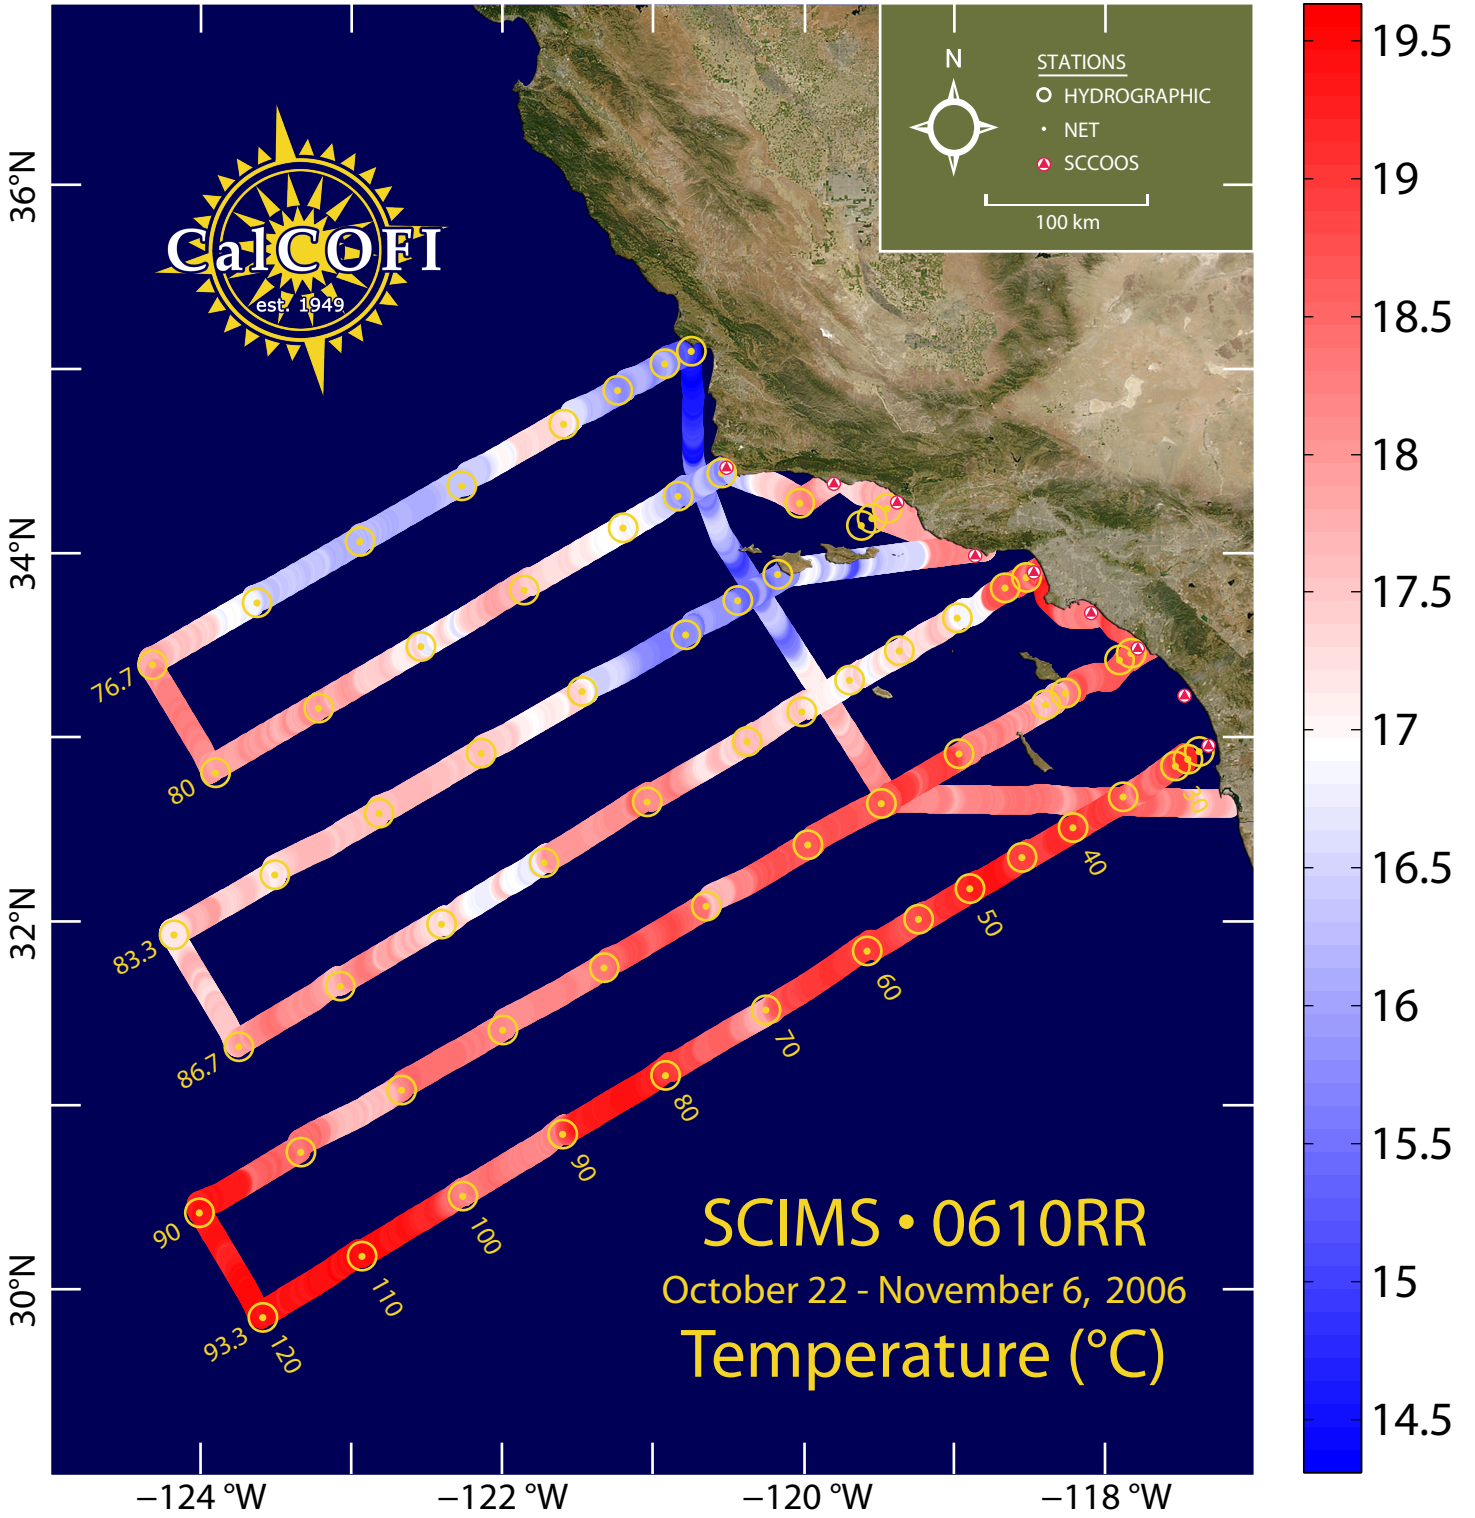 N
STATIONS
HYDROGRAPHIC
NET
SCCOOS
100 km
CalCOFI
est. 1949
36°N
34°N
32°N
30°N
76.7
80
83.3
86.7
90
93.3
30
40
50
60
70
80
90
100
110
120
SCIMS • 0610RR
October 22 - November 6, 2006
Temperature (°C)
−124 °W
−122 °W
−120 °W
−118 °W
19.5
19
18.5
18
17.5
17
16.5
16
15.5
15
14.5